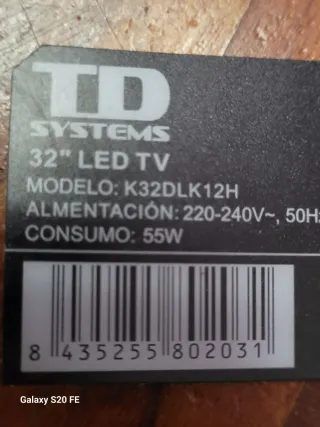 TD
SYSTEMS
32" LED TV
MODELO: K32DLK12H
ALMENTACIÓN: 220-240V~, 50Hz
CONSUMO: 55W
8 435255 802031
Galaxy S20 FE